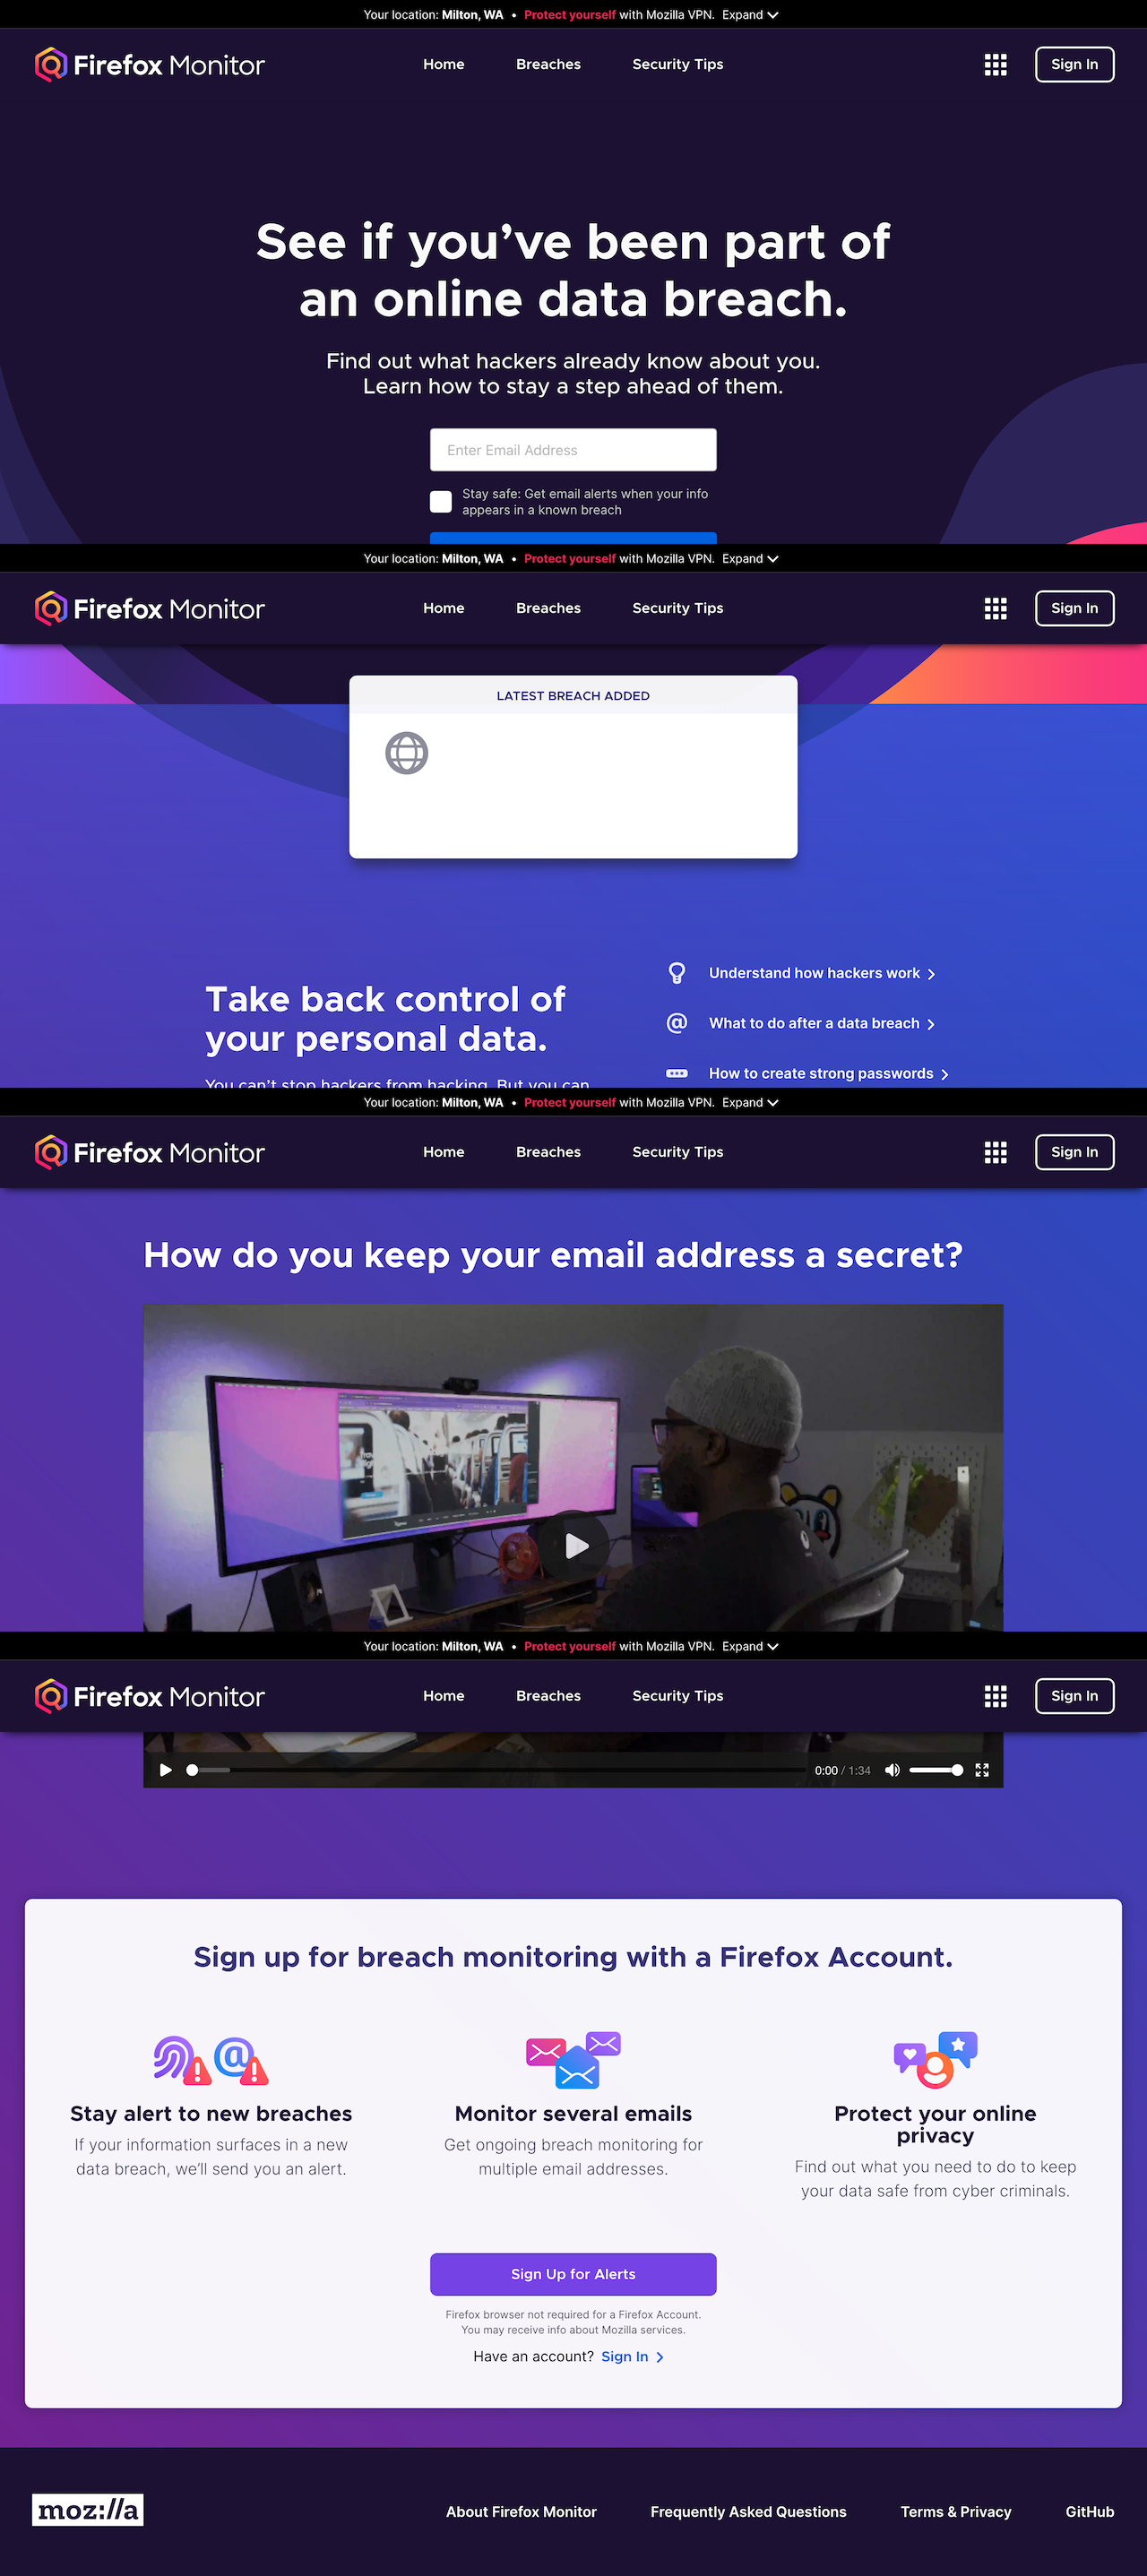 Your location: Milton, WA • Protect yourself with Mozilla VPN. Expand
Firefox Monitor
Home
Breaches
Security Tips
Sign In
See if you’ve been part of
an online data breach.
Find out what hackers already know about you.
Learn how to stay a step ahead of them.
Enter Email Address
Stay safe: Get email alerts when your info
appears in a known breach
Your location: Milton, WA • Protect yourself with Mozilla VPN. Expand
Firefox Monitor
Home
Breaches
Security Tips
Sign In
LATEST BREACH ADDED
Take back control of
your personal data.
You can’t stop hackers from hacking. But you can
Understand how hackers work
What to do after a data breach
How to create strong passwords
Your location: Milton, WA • Protect yourself with Mozilla VPN. Expand
Firefox Monitor
Home
Breaches
Security Tips
Sign In
How do you keep your email address a secret?
Your location: Milton, WA • Protect yourself with Mozilla VPN. Expand
Firefox Monitor
Home
Breaches
Security Tips
Sign In
0:00 / 1:34
Sign up for breach monitoring with a Firefox Account.
Stay alert to new breaches
If your information surfaces in a new
data breach, we’ll send you an alert.
Monitor several emails
Get ongoing breach monitoring for
multiple email addresses.
Protect your online
privacy
Find out what you need to do to keep
your data safe from cyber criminals.
Sign Up for Alerts
Firefox browser not required for a Firefox Account.
You may receive info about Mozilla services.
Have an account? Sign In
moz://a
About Firefox Monitor
Frequently Asked Questions
Terms & Privacy
GitHub